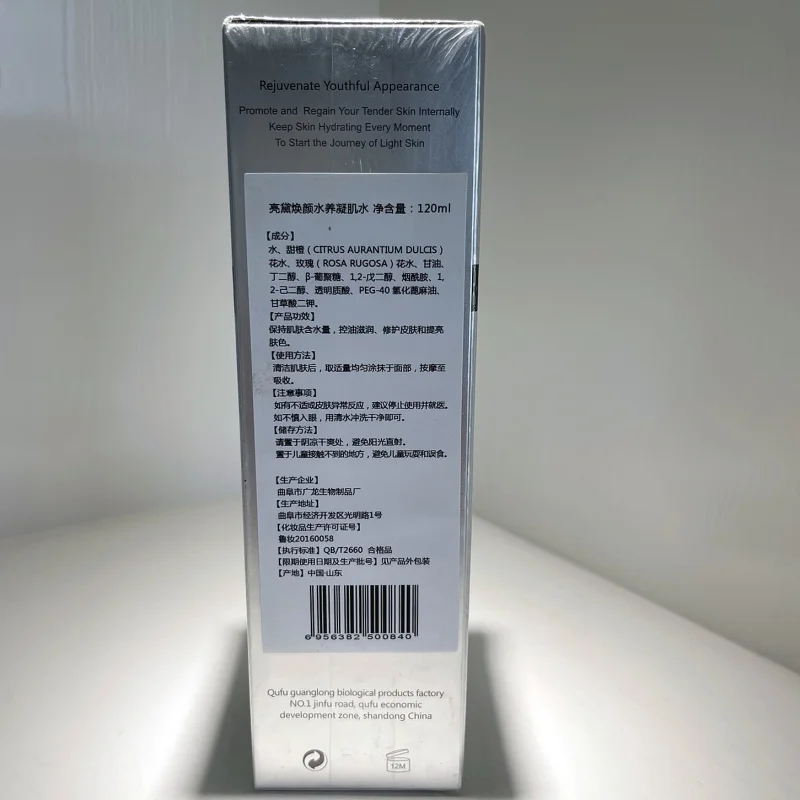 Rejuvenate Youthful Appearance
Promote and Regain Your Tender Skin Internally
Keep Skin Hydrating Every Moment
To Start the Journey of Light Skin
亮黛焕颜水养凝肌水 净含量：120ml
【成分】
水、甜橙（CITRUS AURANTIUM DULCIS）
花水、玫瑰（ROSA RUGOSA）花水、甘油、
丁二醇、β-葡聚糖、1,2-戊二醇、烟酰胺、1,
2-己二醇、透明质酸、PEG-40 氢化蓖麻油、
甘草酸二钾。
【产品功效】
保持肌肤含水量，控油滋润、修护皮肤和提亮
肤色。
【使用方法】
清洁肌肤后，取适量均匀涂抹于面部，按摩至
吸收。
【注意事项】
如有不适或皮肤异常反应，建议停止使用并就医。
如不慎入眼，用清水冲洗干净即可。
【储存方法】
请置于阴凉干爽处，避免阳光直射。
置于儿童接触不到的地方，避免儿童玩耍和误食。
【生产企业】
曲阜市广龙生物制品厂
【生产地址】
曲阜市经济开发区光明路1号
【化妆品生产许可证号】
鲁妆20160058
【执行标准】QB/T2660 合格品
【限期使用日期及生产批号】见产品外包装
【产地】中国·山东
6 956382 500840
Qufu guanglong biological products factory
NO.1 jinfu road, qufu economic
development zone, shandong China
12M